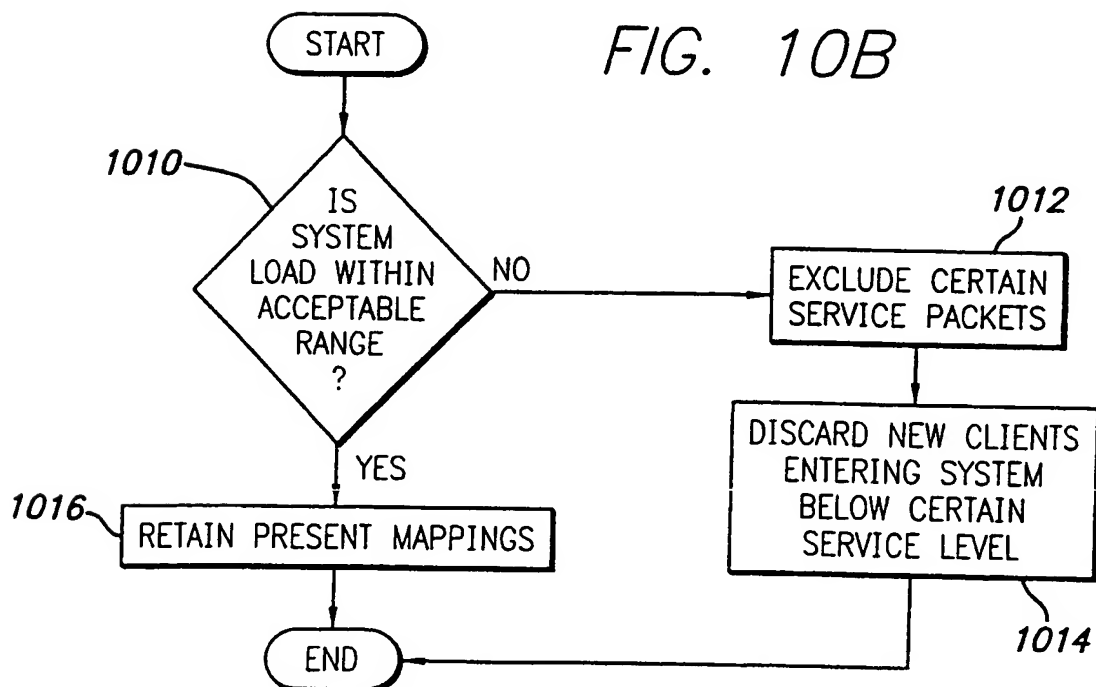 START
FIG. 10B
1010
IS
SYSTEM
LOAD WITHIN
ACCEPTABLE
RANGE
?
NO
1012
EXCLUDE CERTAIN
SERVICE PACKETS
YES
DISCARD NEW CLIENTS
ENTERING SYSTEM
BELOW CERTAIN
SERVICE LEVEL
1014
1016
RETAIN PRESENT MAPPINGS
END